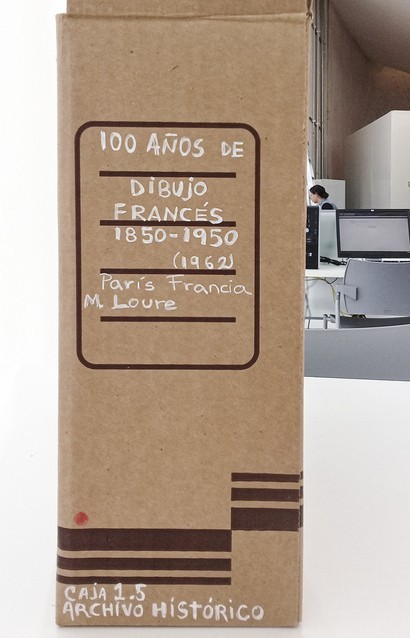 100 AÑOS DE
DIBUJO
FRANCÉS
1850-1950
(1962)
París Francia
M. Loure
CAJA 1.5
ARCHIVO HISTÓRICO